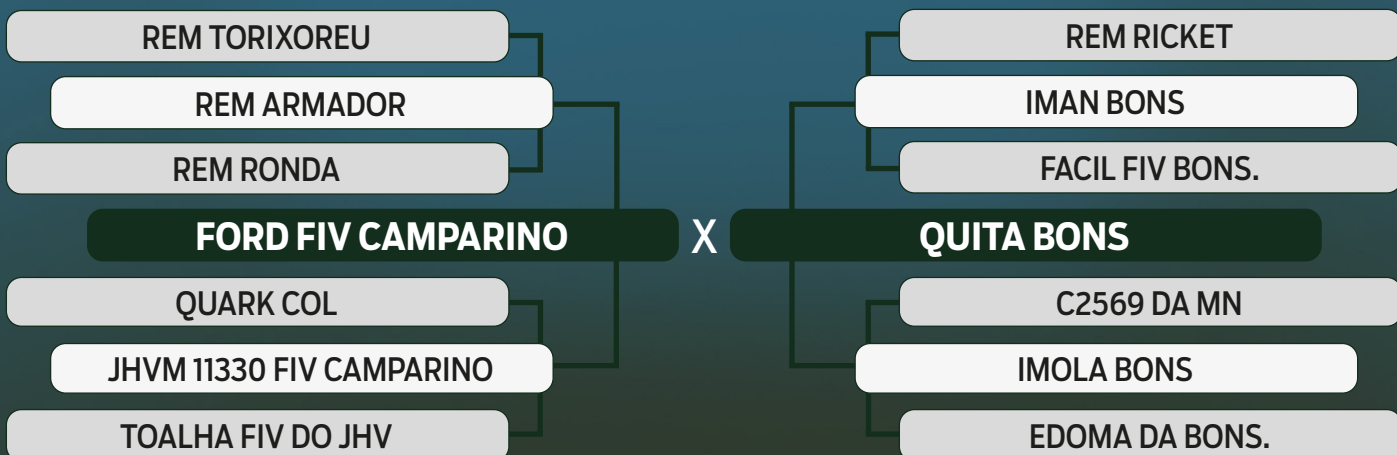 REM TORIXOREU
REM ARMADOR
REM RONDA
FORD FIV CAMPARINO
QUARK COL
JHVM 11330 FIV CAMPARINO
TOALHA FIV DO JHV
X
REM RICKET
IMAN BONS
FACIL FIV BONS.
QUITA BONS
C2569 DA MN
IMOLA BONS
EDOMA DA BONS.